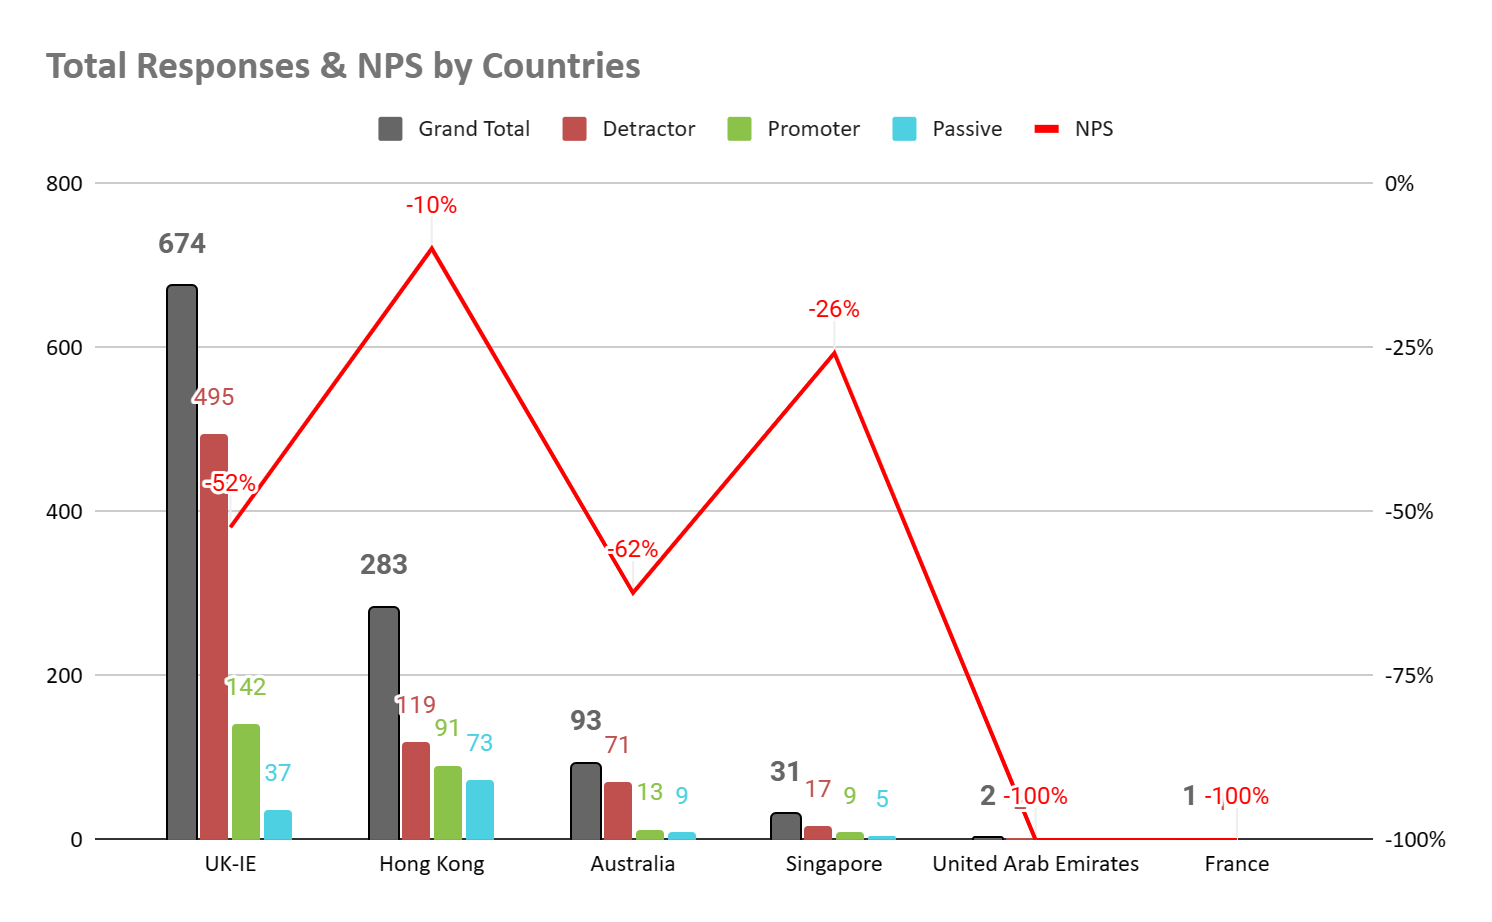 Total Responses & NPS by Countries
Grand Total Detractor Promoter Passive NPS
800 0%
-10%
674
-26%
600 -25%
495
-52%
400 -50%
283 -62%
200 -75%
142 119 93
91 73 71
37 31 17 13 9 9 5 2 -100% 1 -100%
0 -100%
UK-IE Hong Kong Australia Singapore United Arab Emirates France